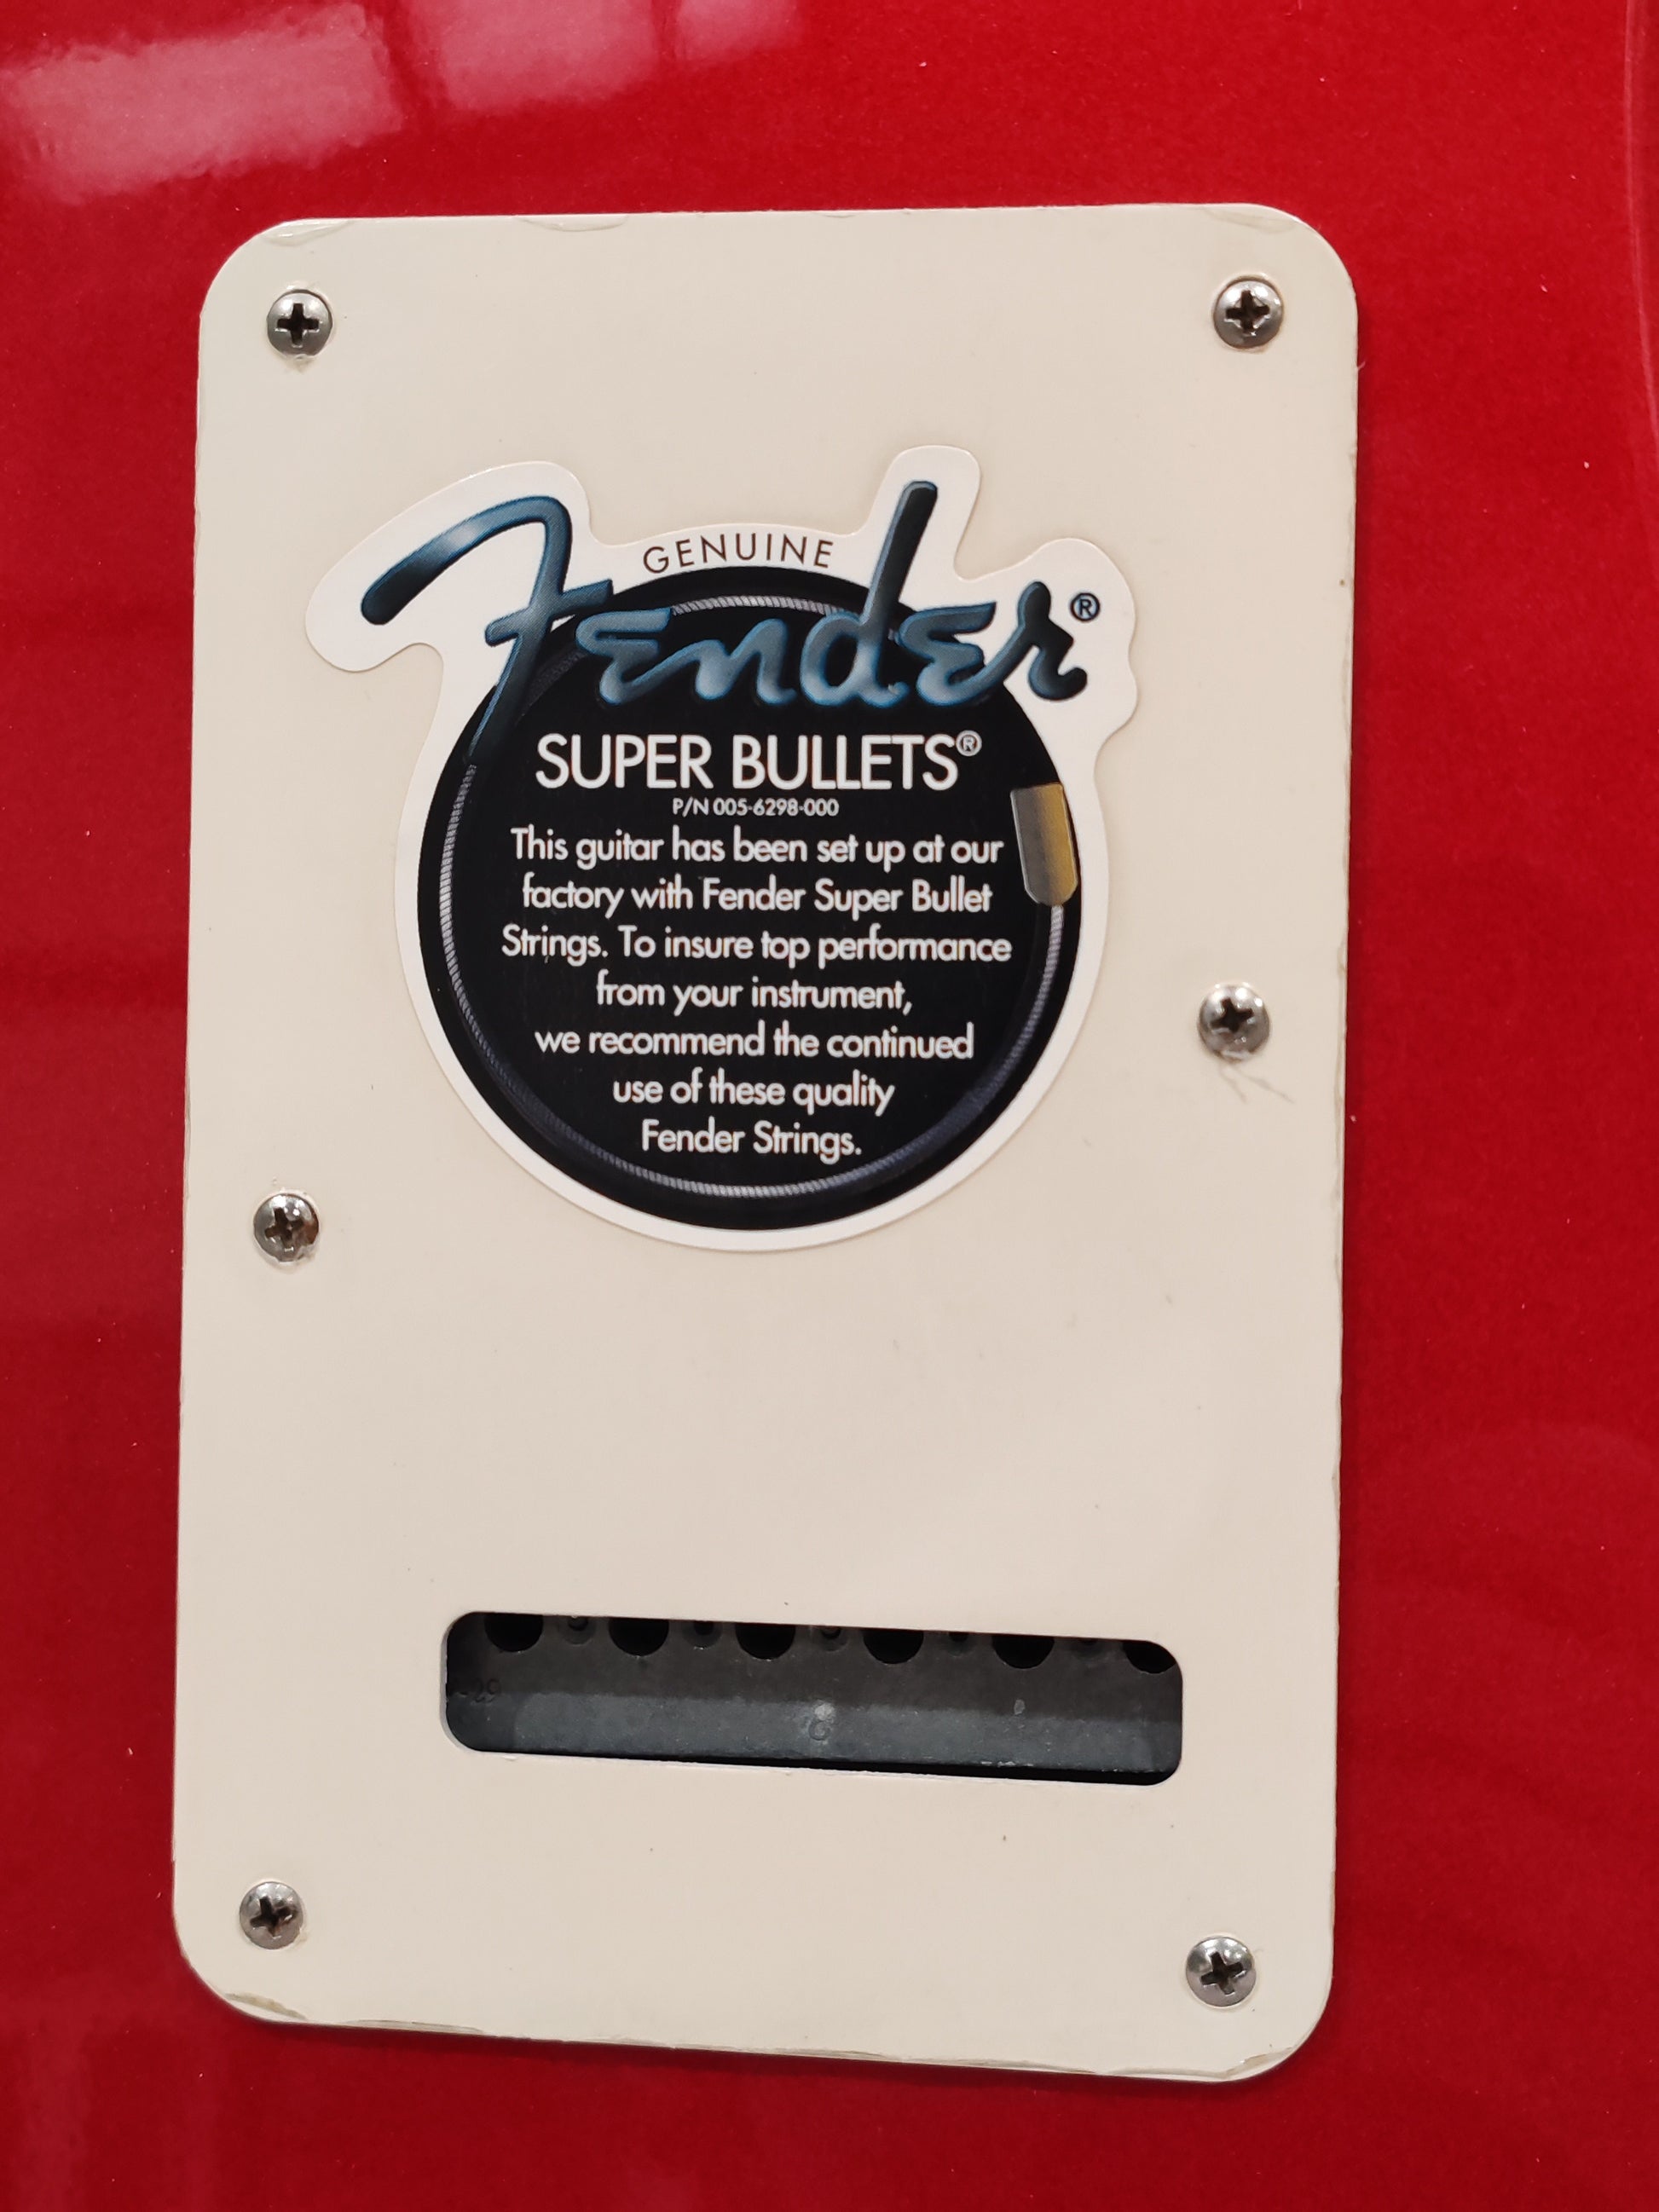 GENUINE
Fender®
SUPER BULLETS®
P/N 005-6298-000
This guitar has been set up at our
factory with Fender Super Bullet
Strings. To insure top performance
from your instrument,
we recommend the continued
use of these quality
Fender Strings.